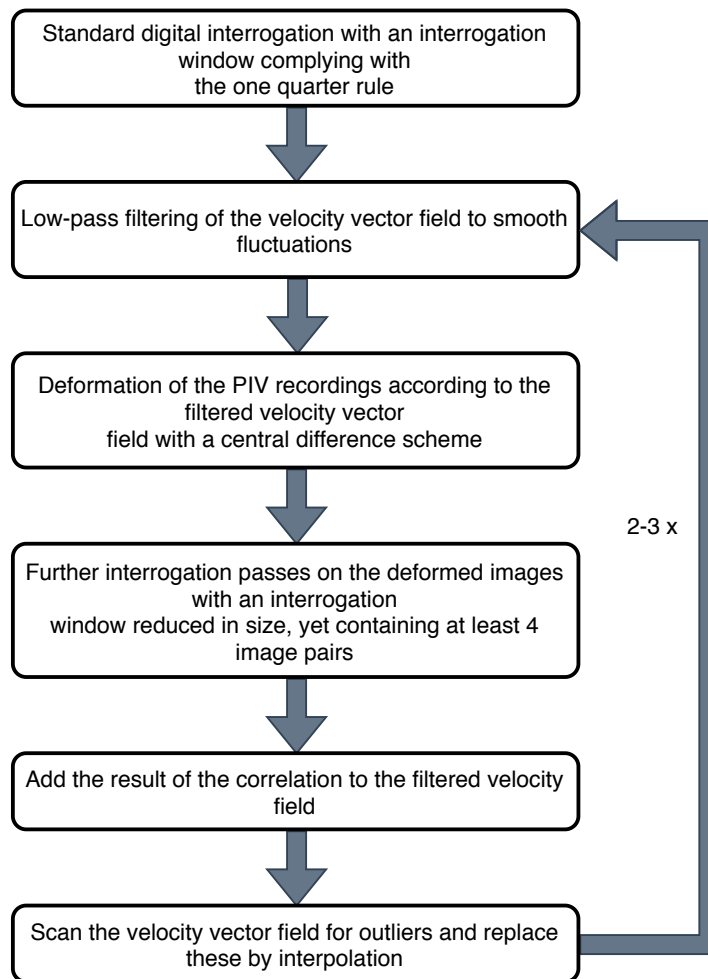 Standard digital interrogation with an interrogation
window complying with
the one quarter rule
Low-pass filtering of the velocity vector field to smooth
fluctuations
Deformation of the PIV recordings according to the
filtered velocity vector
field with a central difference scheme
2-3 x
Further interrogation passes on the deformed images
with an interrogation
window reduced in size, yet containing at least 4
image pairs
Add the result of the correlation to the filtered velocity
field
Scan the velocity vector field for outliers and replace
these by interpolation